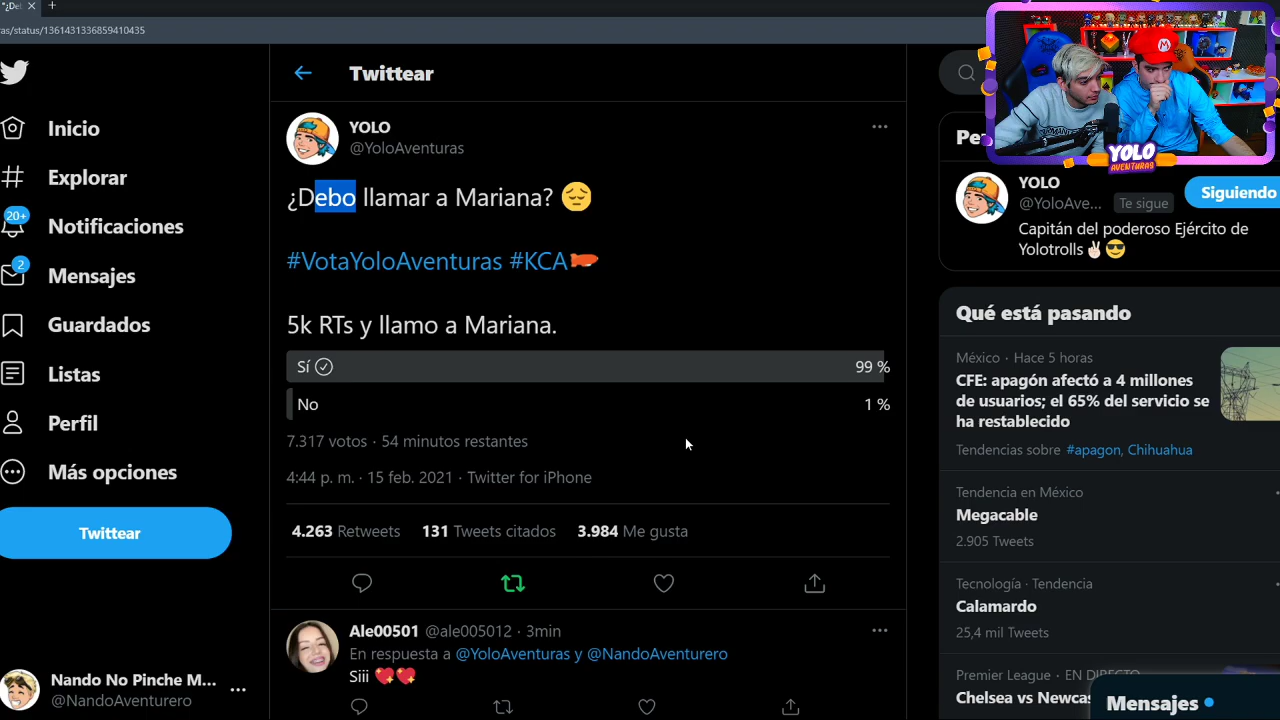 "¿Deb
as/status/1361431336859410435
Inicio
Explorar
20+
Notificaciones
2
Mensajes
Guardados
Listas
Perfil
Más opciones
Twittear
Nando No Pinche M...
@NandoAventurero
Twittear
YOLO
@YoloAventuras
¿Debo llamar a Mariana? 😔
#VotaYoloAventuras #KCA
5k RTs y llamo a Mariana.
Sí 99 %
No 1 %
7.317 votos · 54 minutos restantes
4:44 p. m. · 15 feb. 2021 · Twitter for iPhone
4.263 Retweets 131 Tweets citados 3.984 Me gusta
Ale00501 @ale005012 · 3min
En respuesta a @YoloAventuras y @NandoAventurero
Siii 💖💖
M
YOLO
AVENTURAS
YOLO
@YoloAve... Te sigue
Siguiendo
Capitán del poderoso Ejército de
Yolotrolls ✌🏻😎
Qué está pasando
México · Hace 5 horas
CFE: apagón afectó a 4 millones
de usuarios; el 65% del servicio se
ha restablecido
Tendencias sobre #apagon, Chihuahua
Tendencia en México
Megacable
2.905 Tweets
Tecnología · Tendencia
Calamardo
25,4 mil Tweets
Premier League · EN DIRECTO
Chelsea vs Newcas
Mensajes